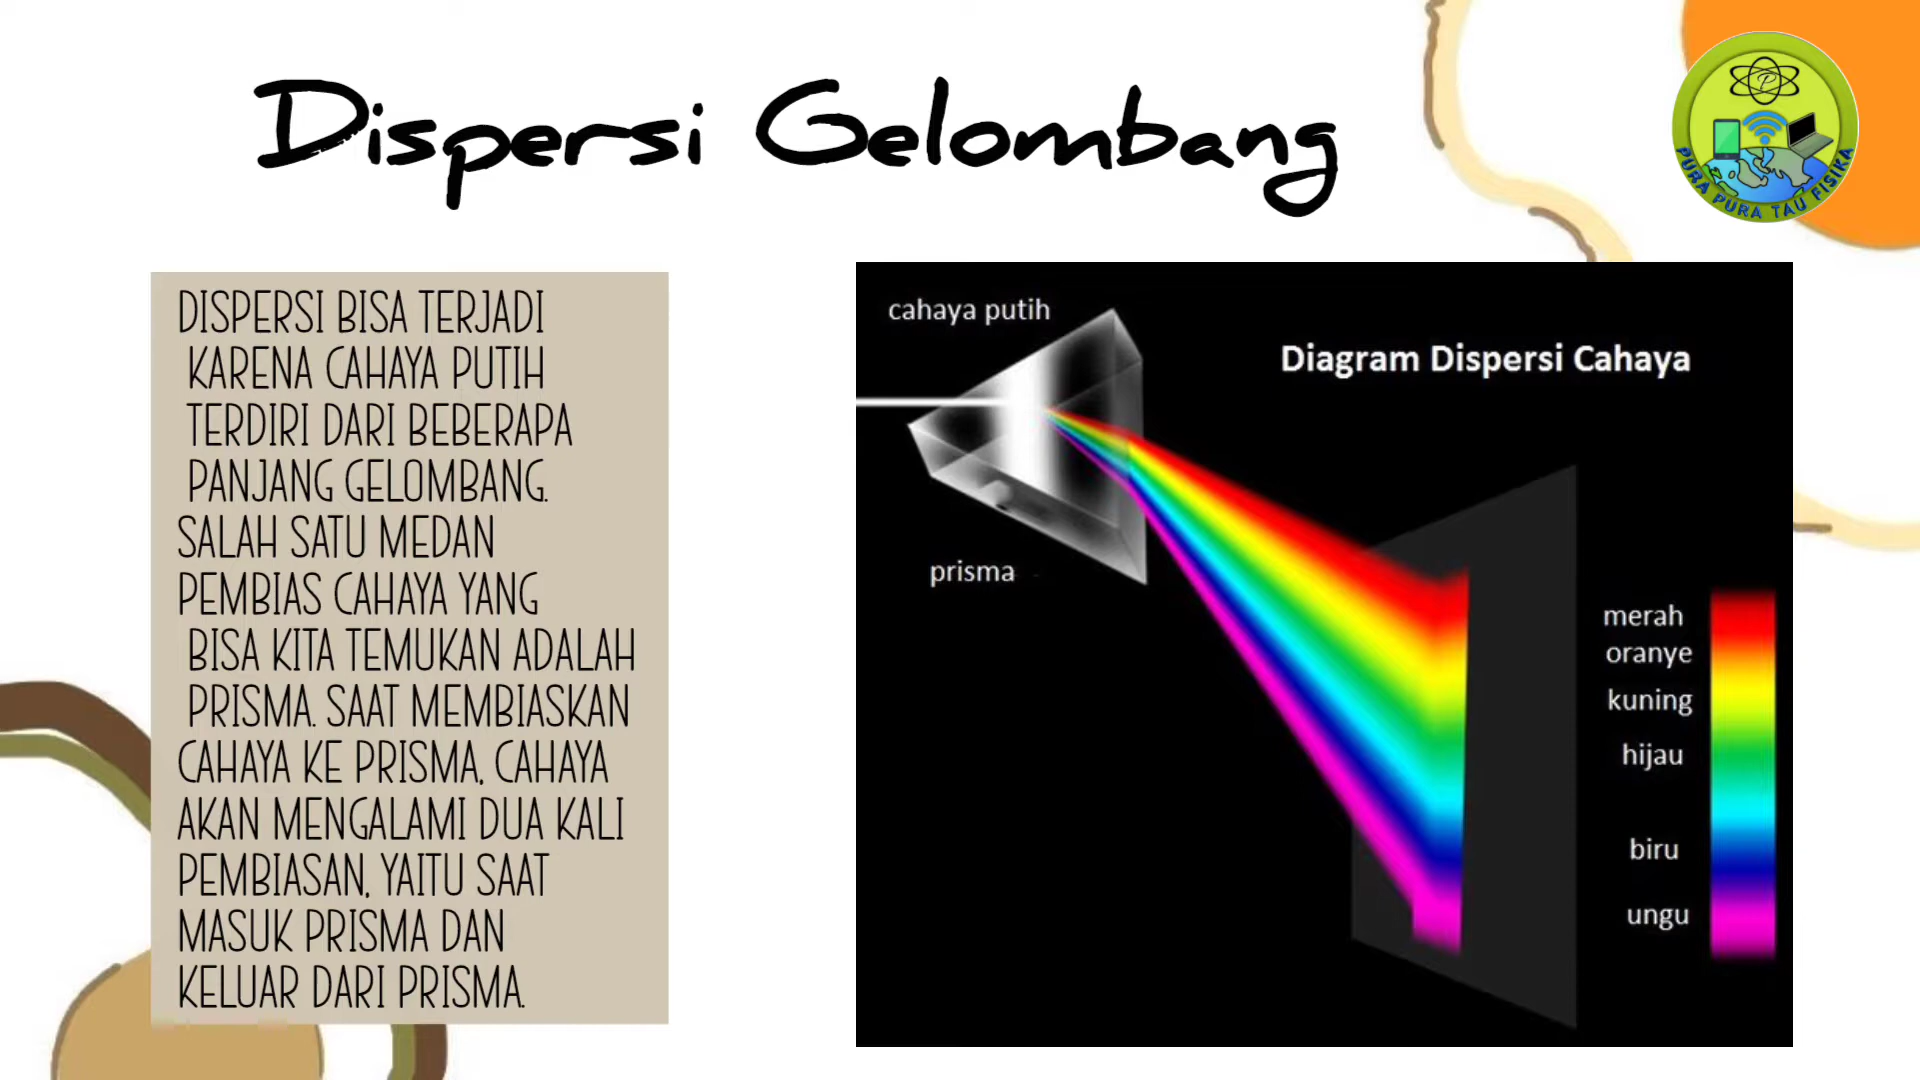 Dispersi Gelombang
PURA PURA TAU FISIKA
DISPERSI BISA TERJADI
KARENA CAHAYA PUTIH
TERDIRI DARI BEBERAPA
PANJANG GELOMBANG.
SALAH SATU MEDAN
PEMBIAS CAHAYA YANG
BISA KITA TEMUKAN ADALAH
PRISMA. SAAT MEMBIASKAN
CAHAYA KE PRISMA, CAHAYA
AKAN MENGALAMI DUA KALI
PEMBIASAN, YAITU SAAT
MASUK PRISMA DAN
KELUAR DARI PRISMA.
cahaya putih
Diagram Dispersi Cahaya
prisma
merah
oranye
kuning
hijau
biru
ungu